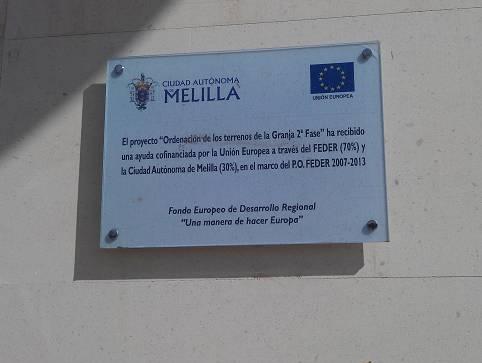 CIUDAD AUTÓNOMA
MELILLA
UNIÓN EUROPEA
El proyecto "Ordenación de los terrenos de la Granja 2ª Fase" ha recibido
una ayuda cofinanciada por la Unión Europea a través del FEDER (70%) y
la Ciudad Autónoma de Melilla (30%), en el marco del P.O. FEDER 2007-2013
Fondo Europeo de Desarrollo Regional
"Una manera de hacer Europa"